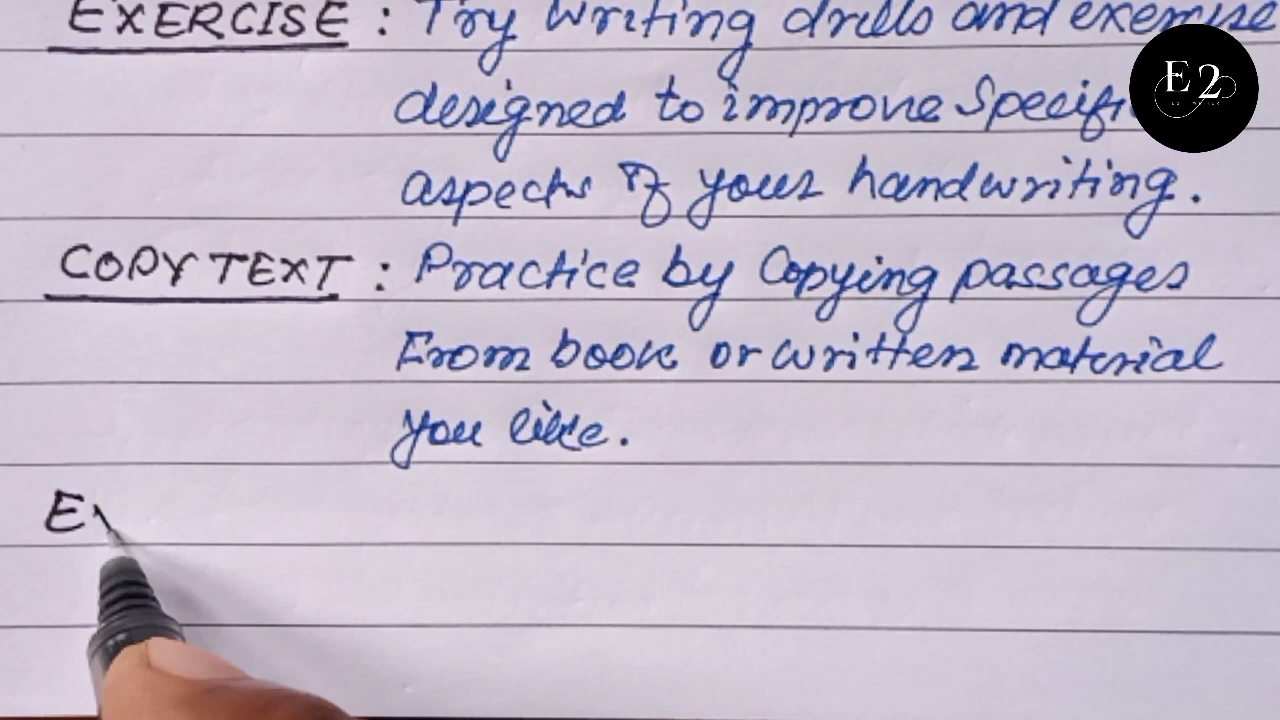 EXERCISE : Try writing drills and exercise
designed to improve Specifi
aspects of your handwriting.
COPY TEXT : Practice by Copying passages
From book or written material
you like.
E
E2